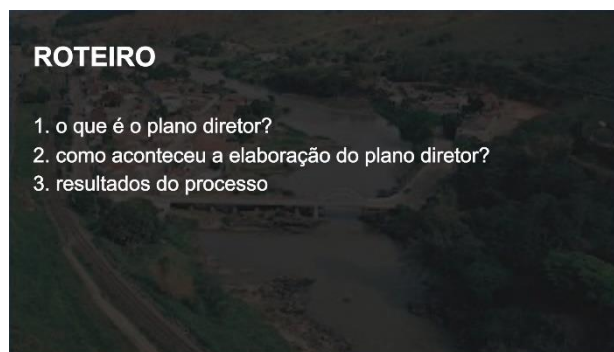 ROTEIRO
1. o que é o plano diretor?
2. como aconteceu a elaboração do plano diretor?
3. resultados do processo